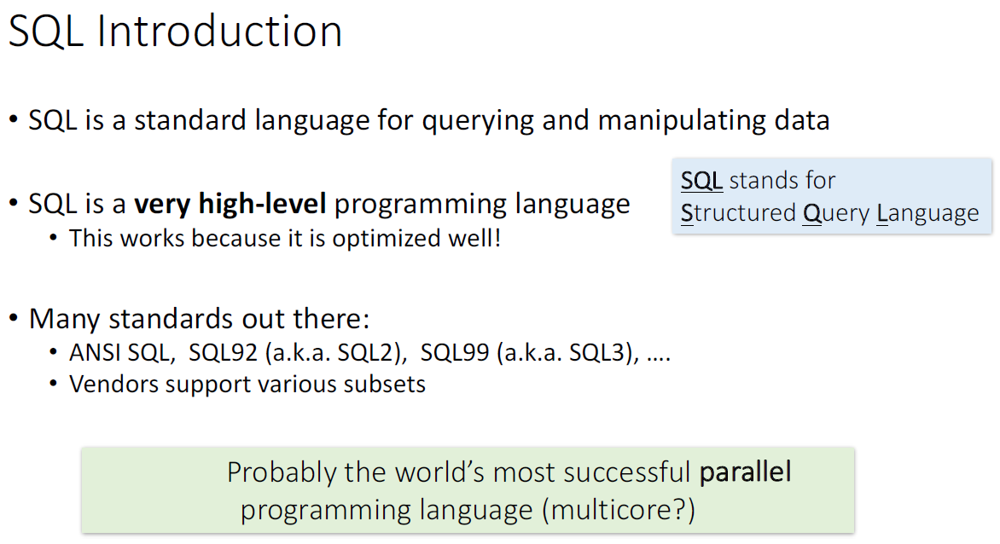 SQL Introduction
• SQL is a standard language for querying and manipulating data
• SQL is a very high-level programming language
• This works because it is optimized well!
SQL stands for
Structured Query Language
• Many standards out there:
• ANSI SQL, SQL92 (a.k.a. SQL2), SQL99 (a.k.a. SQL3), ....
• Vendors support various subsets
Probably the world’s most successful parallel
programming language (multicore?)